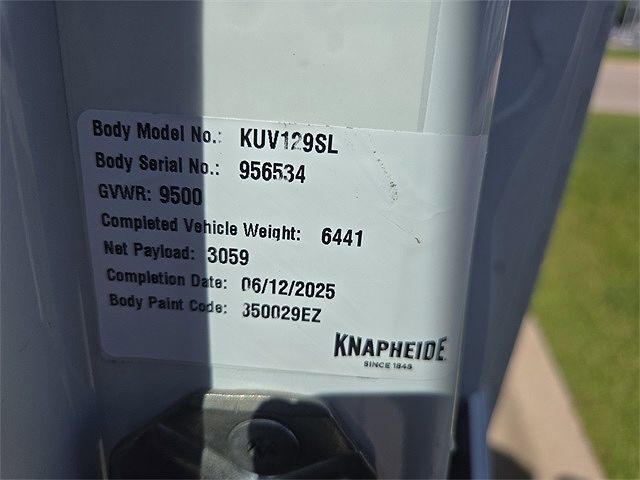 Body Model No.: KUV129SL
Body Serial No.: 956534
GVWR: 9500
Completed Vehicle Weight: 6441
Net Payload: 3059
Completion Date: 06/12/2025
Body Paint Code: 350029EZ
KNAPHEIDE
SINCE 1848